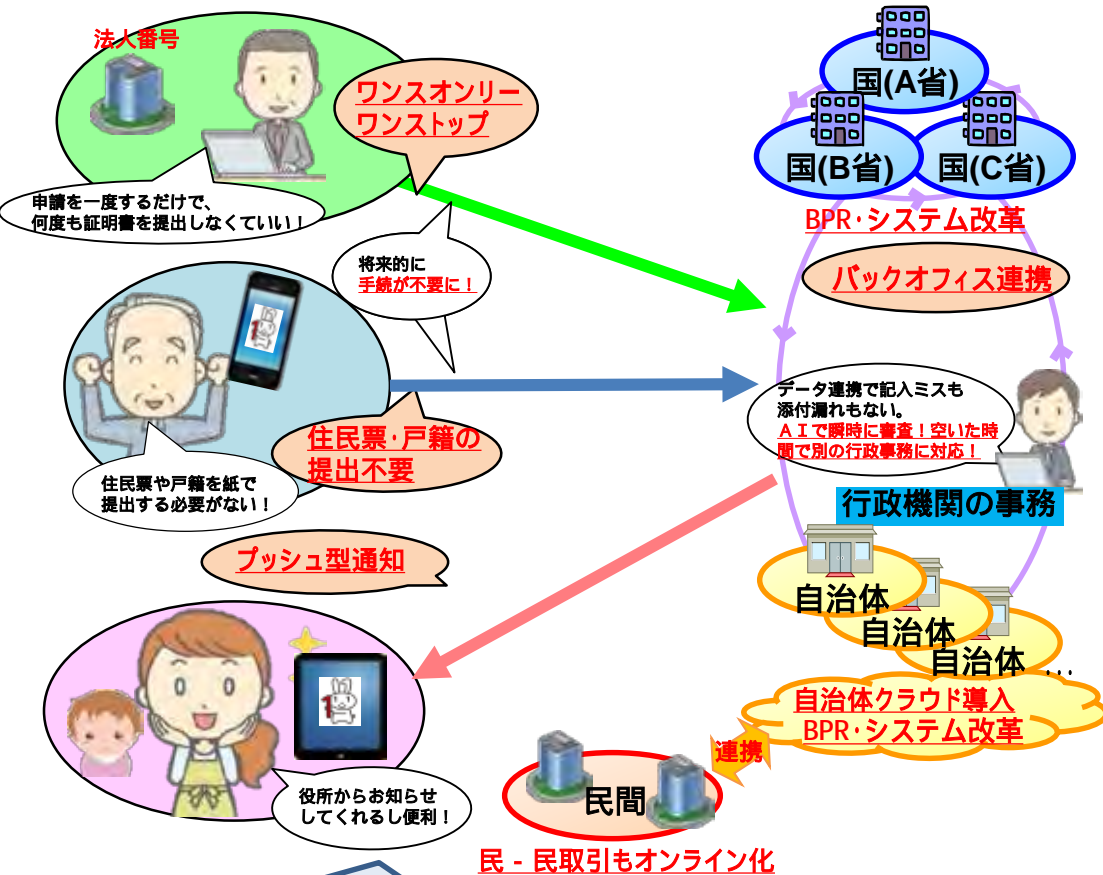 法人番号
ワンスオンリー
ワンストップ
申請を一度するだけで、
何度も証明書を提出しなくていい！
将来的に
手続が不要に！
住民票･戸籍の
提出不要
住民票や戸籍を紙で
提出する必要がない！
プッシュ型通知
役所からお知らせ
してくれるし便利！
国(A省)
国(B省)
国(C省)
BPR･システム改革
バックオフィス連携
データ連携で記入ミスも
添付漏れもない。
ＡＩで瞬時に審査！空いた時
間で別の行政事務に対応！
行政機関の事務
自治体
自治体
自治体 …
自治体クラウド導入
BPR･システム改革
連携
民間
民－民取引もオンライン化